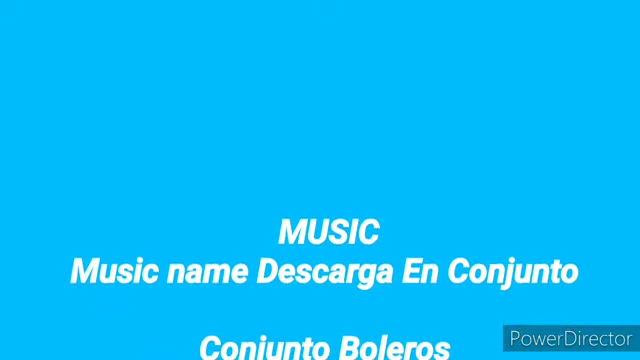 MUSIC
Music name Descarga En Conjunto
Conjunto Boleros
PowerDirector